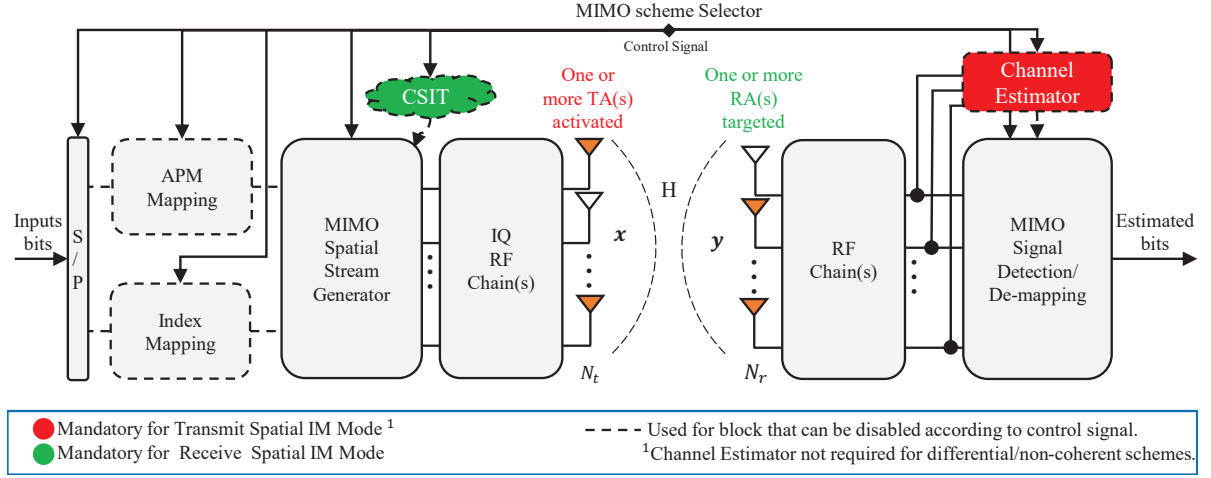 MIMO scheme Selector
Control Signal
CSIT
One or
more TA(s)
activated
One or more
RA(s)
targeted
Channel
Estimator
Inputs
bits
S
/
P
APM
Mapping
Index
Mapping
MIMO
Spatial
Stream
Generator
IQ
RF
Chain(s)
x
H
y
N_t
N_r
RF
Chain(s)
MIMO
Signal
Detection/
De-mapping
Estimated
bits
Mandatory for Transmit Spatial IM Mode ¹
Mandatory for Receive Spatial IM Mode
Used for block that can be disabled according to control signal.
¹Channel Estimator not required for differential/non-coherent schemes.